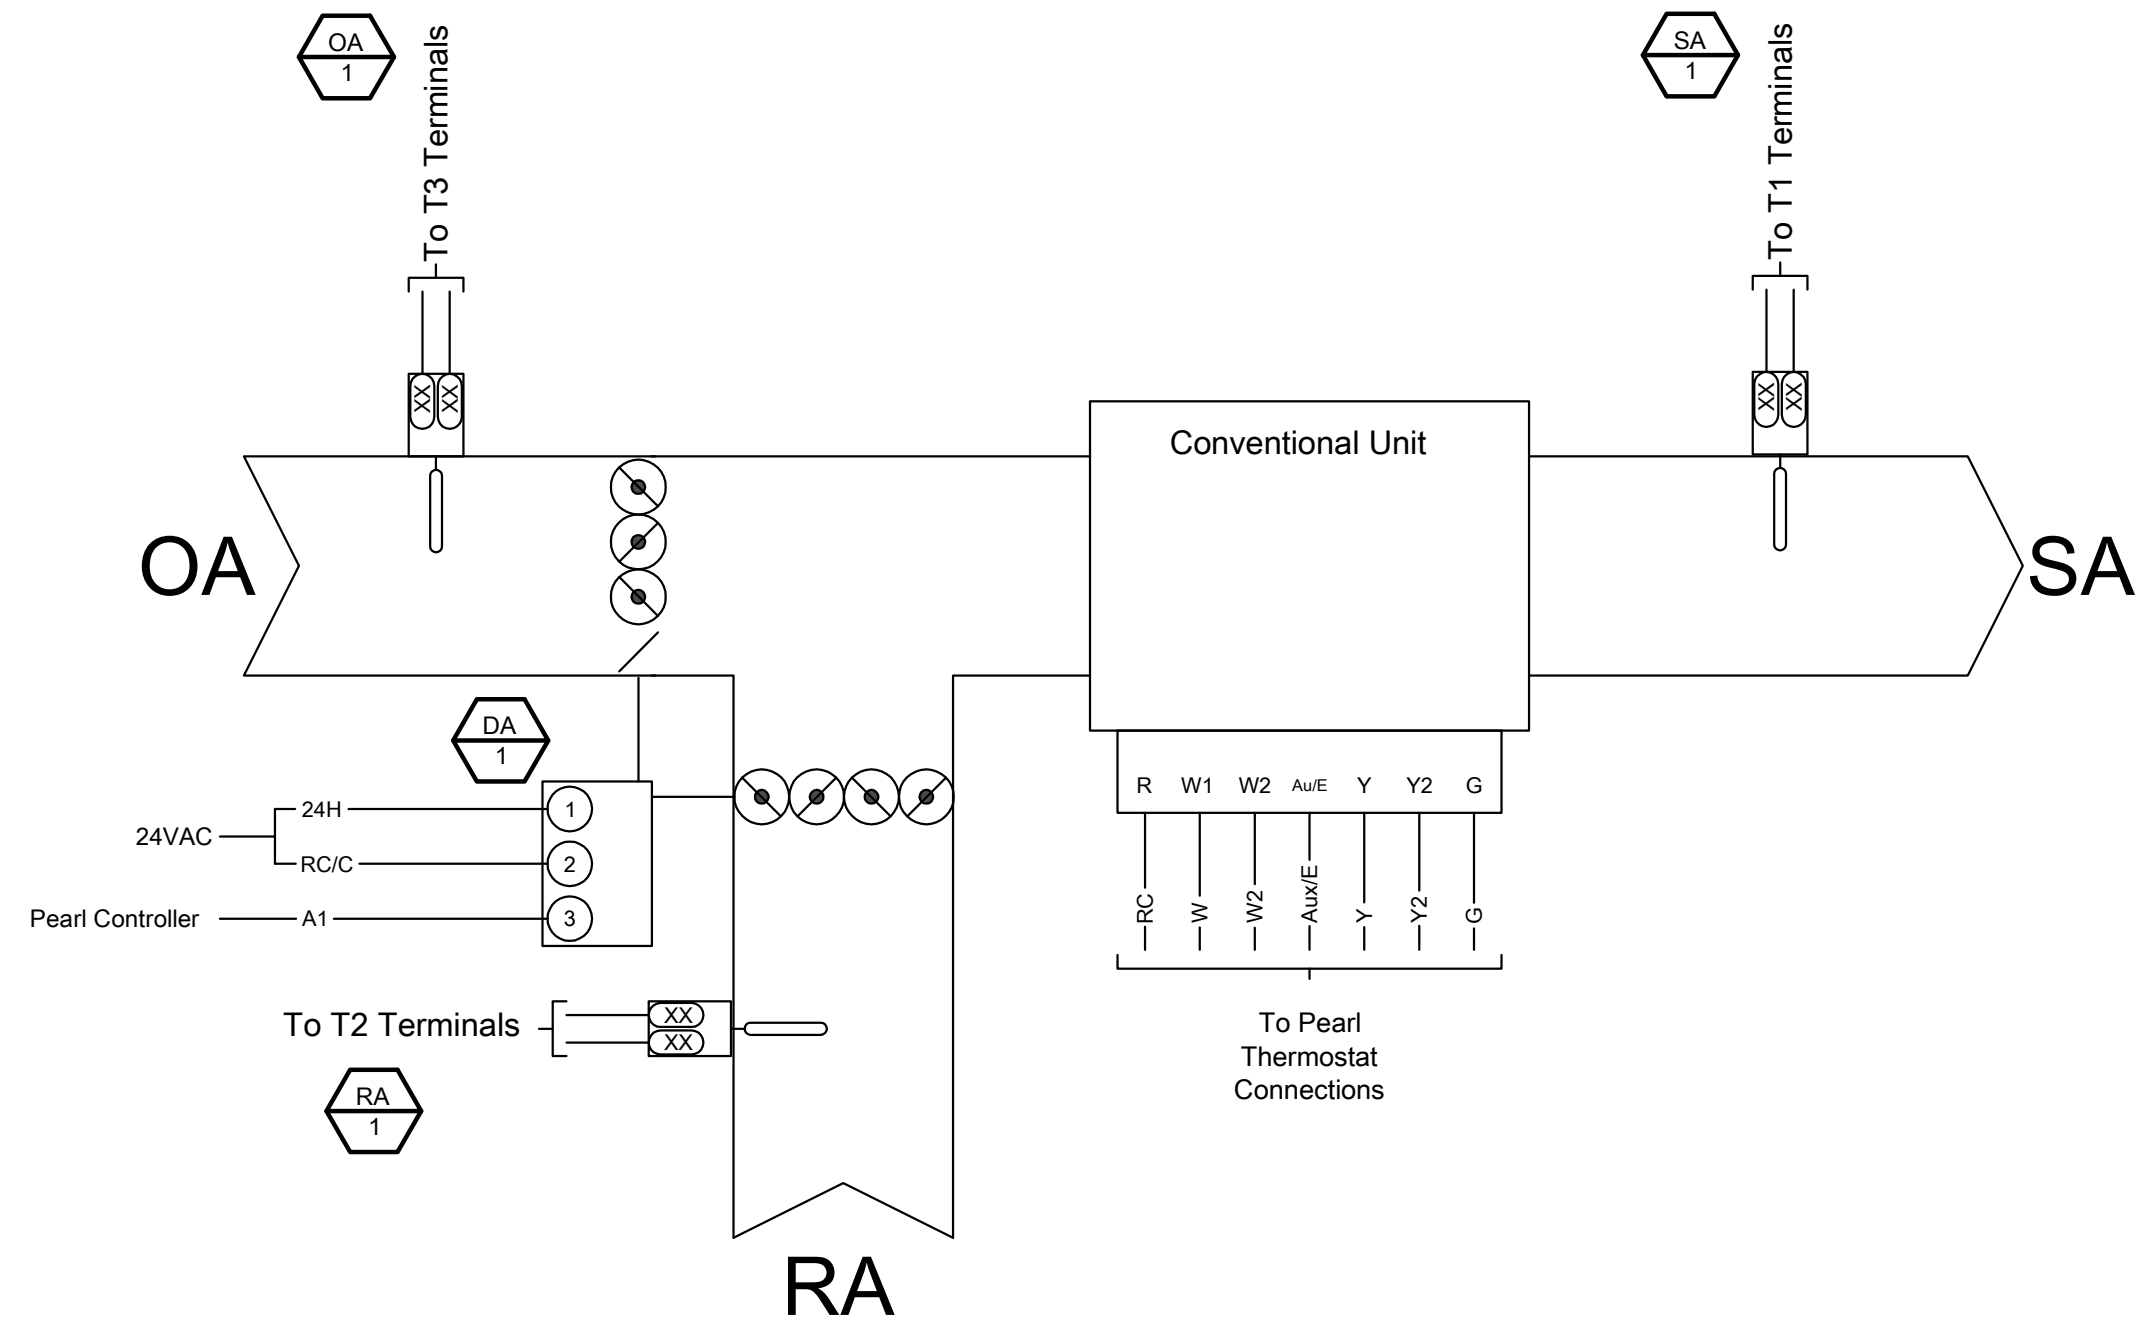 OA
1
To T3 Terminals
SA
1
To T1 Terminals
XX
XX
XX
XX
Conventional Unit
OA
SA
DA
1
R W1 W2 Au/E Y Y2 G
24H
1
24VAC
RC/C
2
Pearl Controller
A1
3
RC
W
W2
Aux/E
Y
Y2
G
To T2 Terminals
XX
XX
To Pearl
Thermostat
Connections
RA
1
RA